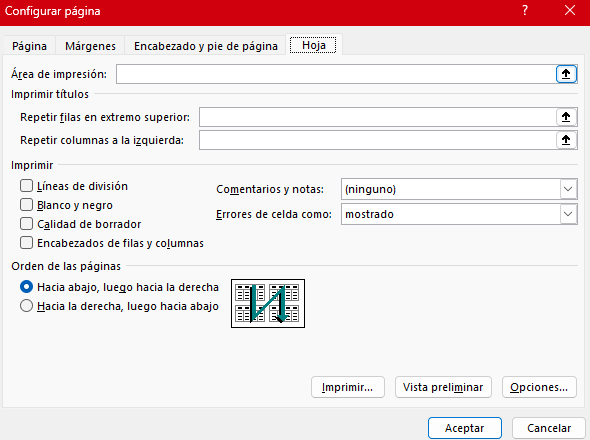 Configurar página
?
Página Márgenes Encabezado y pie de página Hoja
Área de impresión:
Imprimir títulos
Repetir filas en extremo superior:
Repetir columnas a la izquierda:
Imprimir
Líneas de división
Blanco y negro
Calidad de borrador
Encabezados de filas y columnas
Comentarios y notas: (ninguno)
Errores de celda como: mostrado
Orden de las páginas
Hacia abajo, luego hacia la derecha
Hacia la derecha, luego hacia abajo
Imprimir... Vista preliminar Opciones...
Aceptar Cancelar